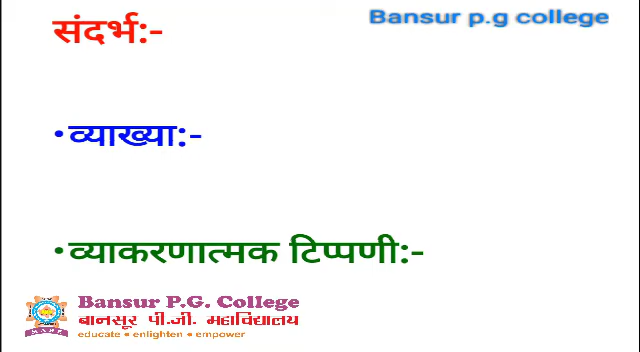 Bansur p.g college
संदर्भ:-
•व्याख्या:-
•व्याकरणात्मक टिप्पणी:-
Bansur P.G. College
बानसूर पी.जी. महाविद्यालय
educate • enlighten • empower